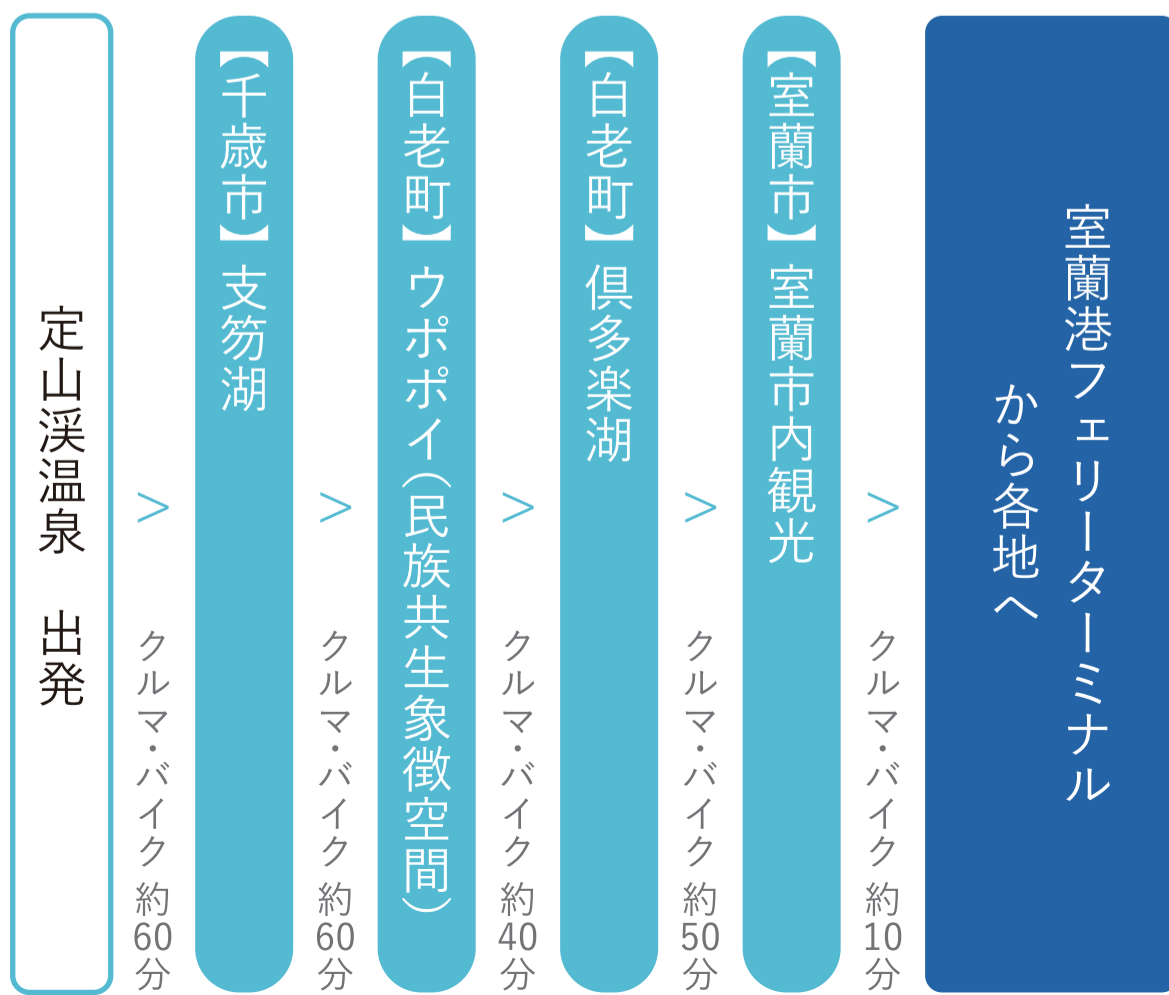 定山渓温泉　出発
>
クルマ・バイク 約60分
【千歳市】支笏湖
>
クルマ・バイク 約60分
【白老町】ウポポイ(民族共生象徴空間)
>
クルマ・バイク 約40分
【白老町】倶多楽湖
>
クルマ・バイク 約50分
【室蘭市】室蘭市内観光
>
クルマ・バイク 約10分
室蘭港フェリーターミナル
から各地へ